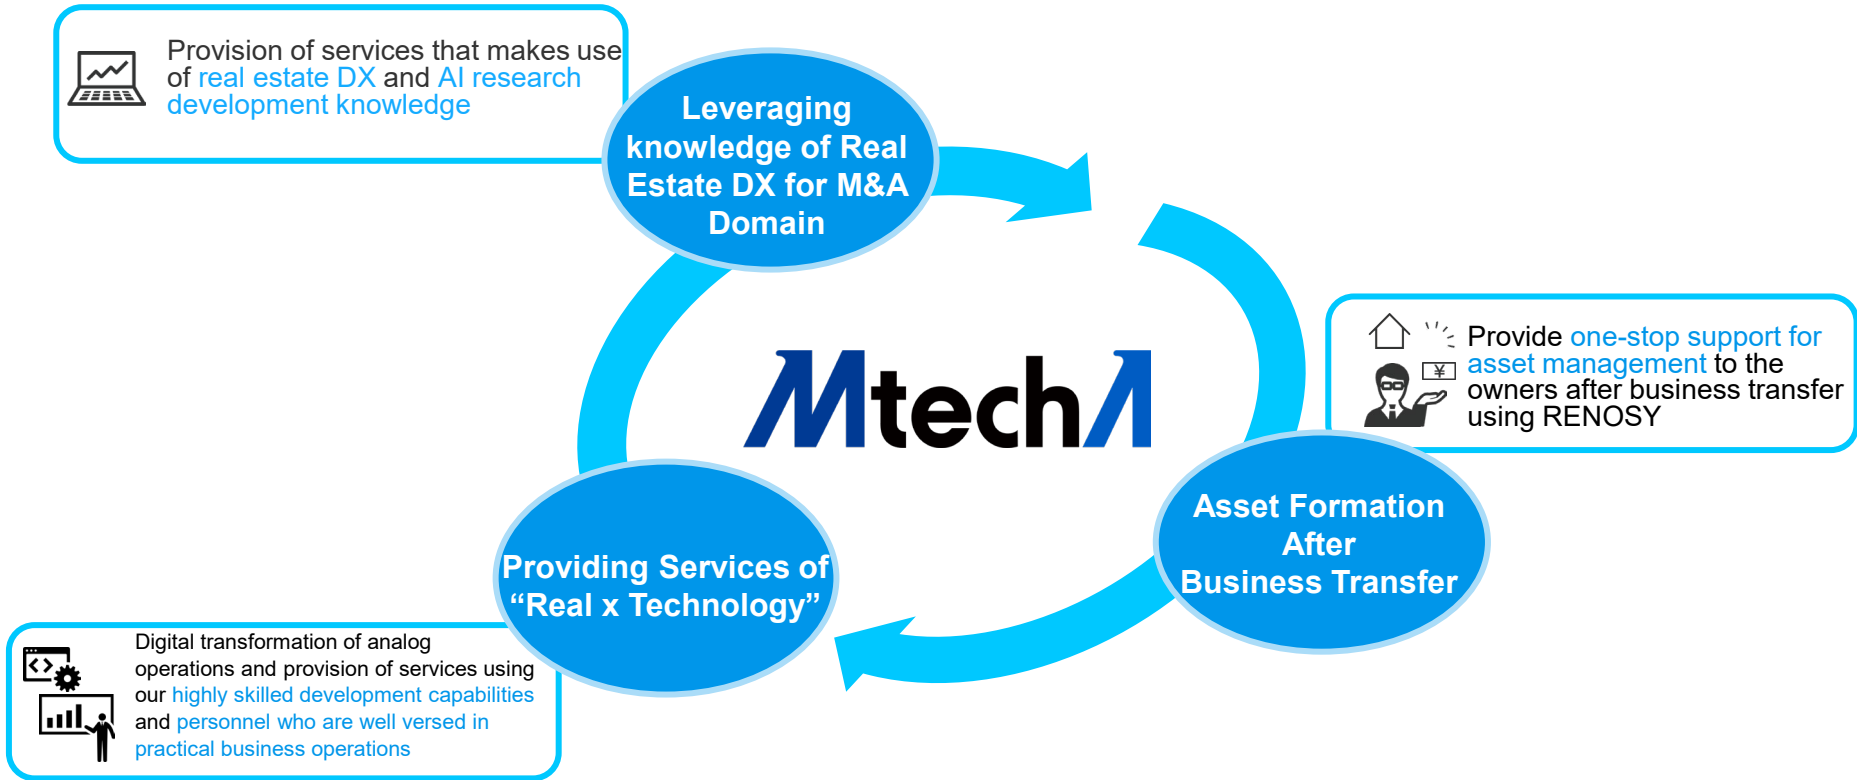 Provision of services that makes use
of real estate DX and AI research
development knowledge
Leveraging
knowledge of Real
Estate DX for M&A
Domain
MtechA
Provide one-stop support for
asset management to the
owners after business transfer
using RENOSY
¥
Asset Formation
After
Business Transfer
Providing Services of
“Real x Technology”
Digital transformation of analog
operations and provision of services using
our highly skilled development capabilities
and personnel who are well versed in
practical business operations